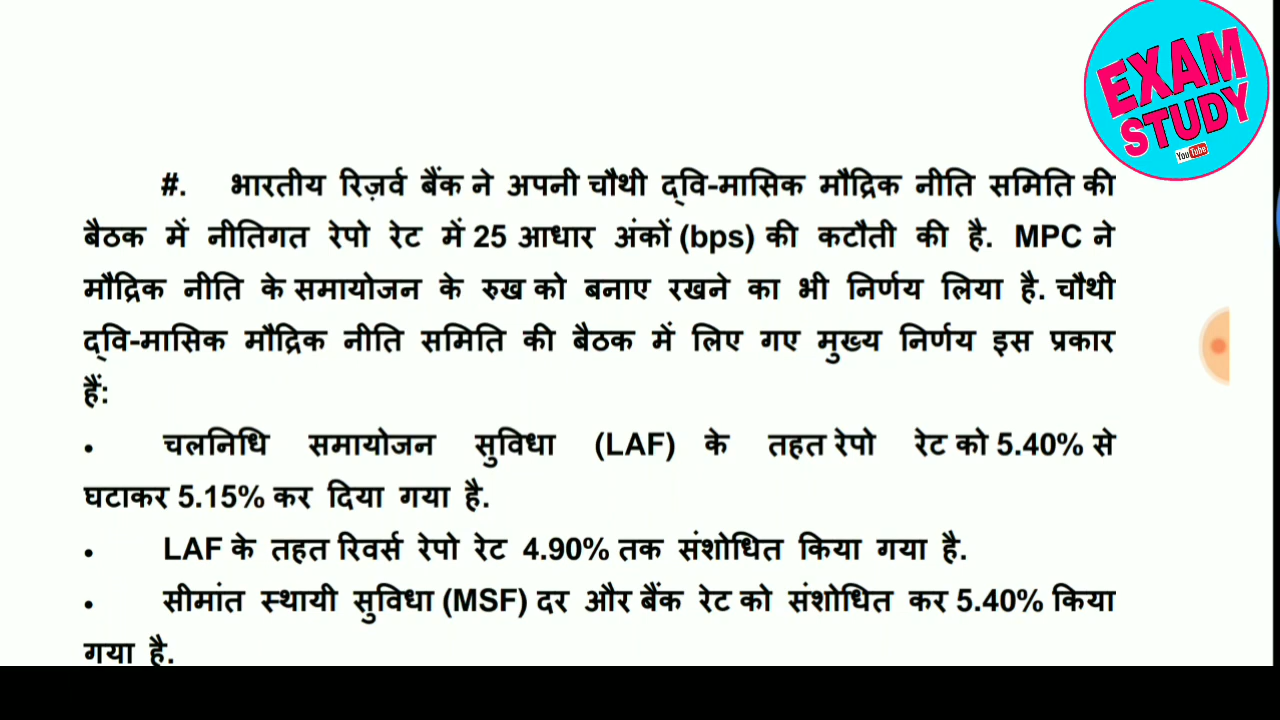 EXAM
STUDY
YouTube
#. भारतीय रिज़र्व बैंक ने अपनी चौथी द्वि-मासिक मौद्रिक नीति समिति की
बैठक में नीतिगत रेपो रेट में 25 आधार अंकों (bps) की कटौती की है. MPC ने
मौद्रिक नीति के समायोजन के रुख को बनाए रखने का भी निर्णय लिया है. चौथी
द्वि-मासिक मौद्रिक नीति समिति की बैठक में लिए गए मुख्य निर्णय इस प्रकार
हैं:
• चलनिधि समायोजन सुविधा (LAF) के तहत रेपो रेट को 5.40% से
घटाकर 5.15% कर दिया गया है.
• LAF के तहत रिवर्स रेपो रेट 4.90% तक संशोधित किया गया है.
• सीमांत स्थायी सुविधा (MSF) दर और बैंक रेट को संशोधित कर 5.40% किया
गया है.